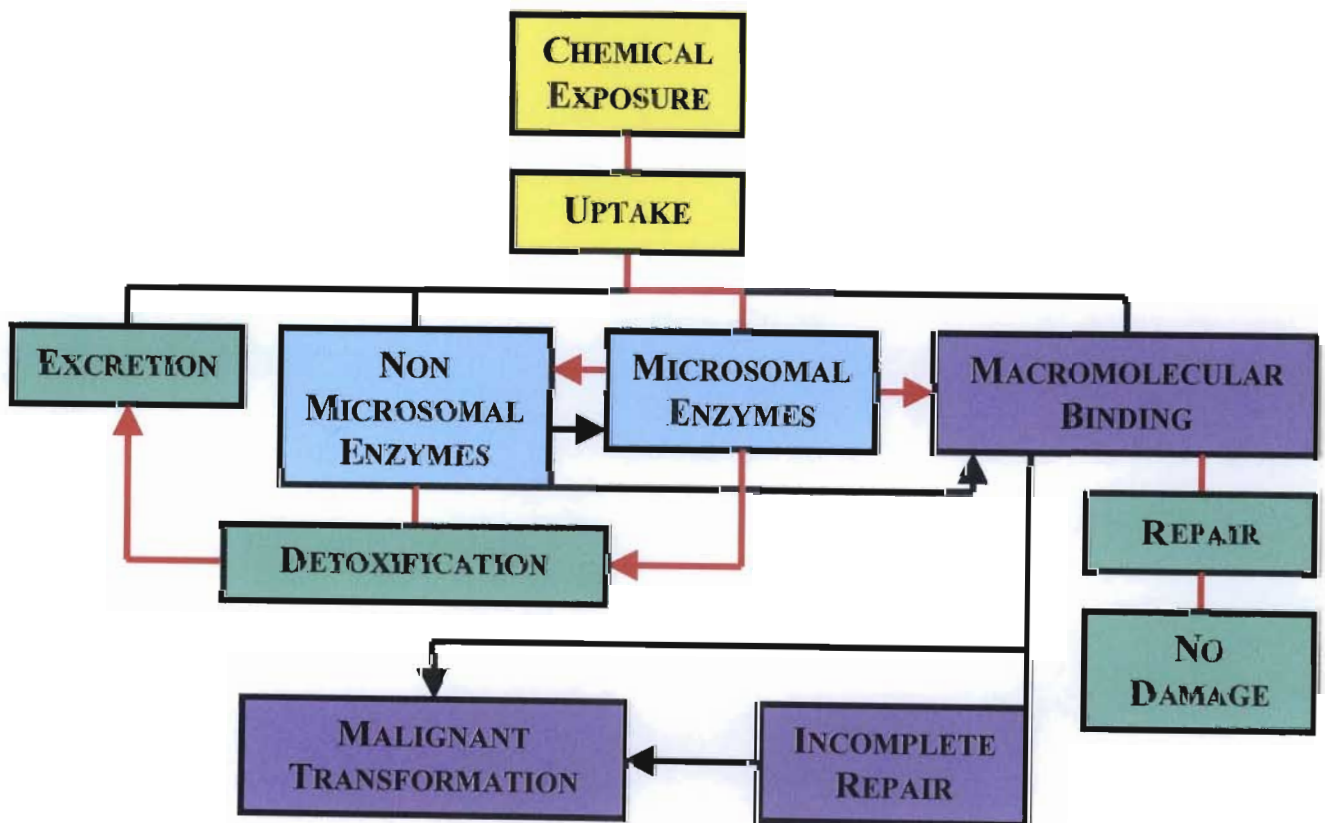 CHEMICAL
EXPOSURE
UPTAKE
EXCRETION
NON
MICROSOMAL
ENZYMES
MICROSOMAL
ENZYMES
MACROMOLECULAR
BINDING
REPAIR
DETOXIFICATION
NO
DAMAGE
MALIGNANT
TRANSFORMATION
INCOMPLETE
REPAIR